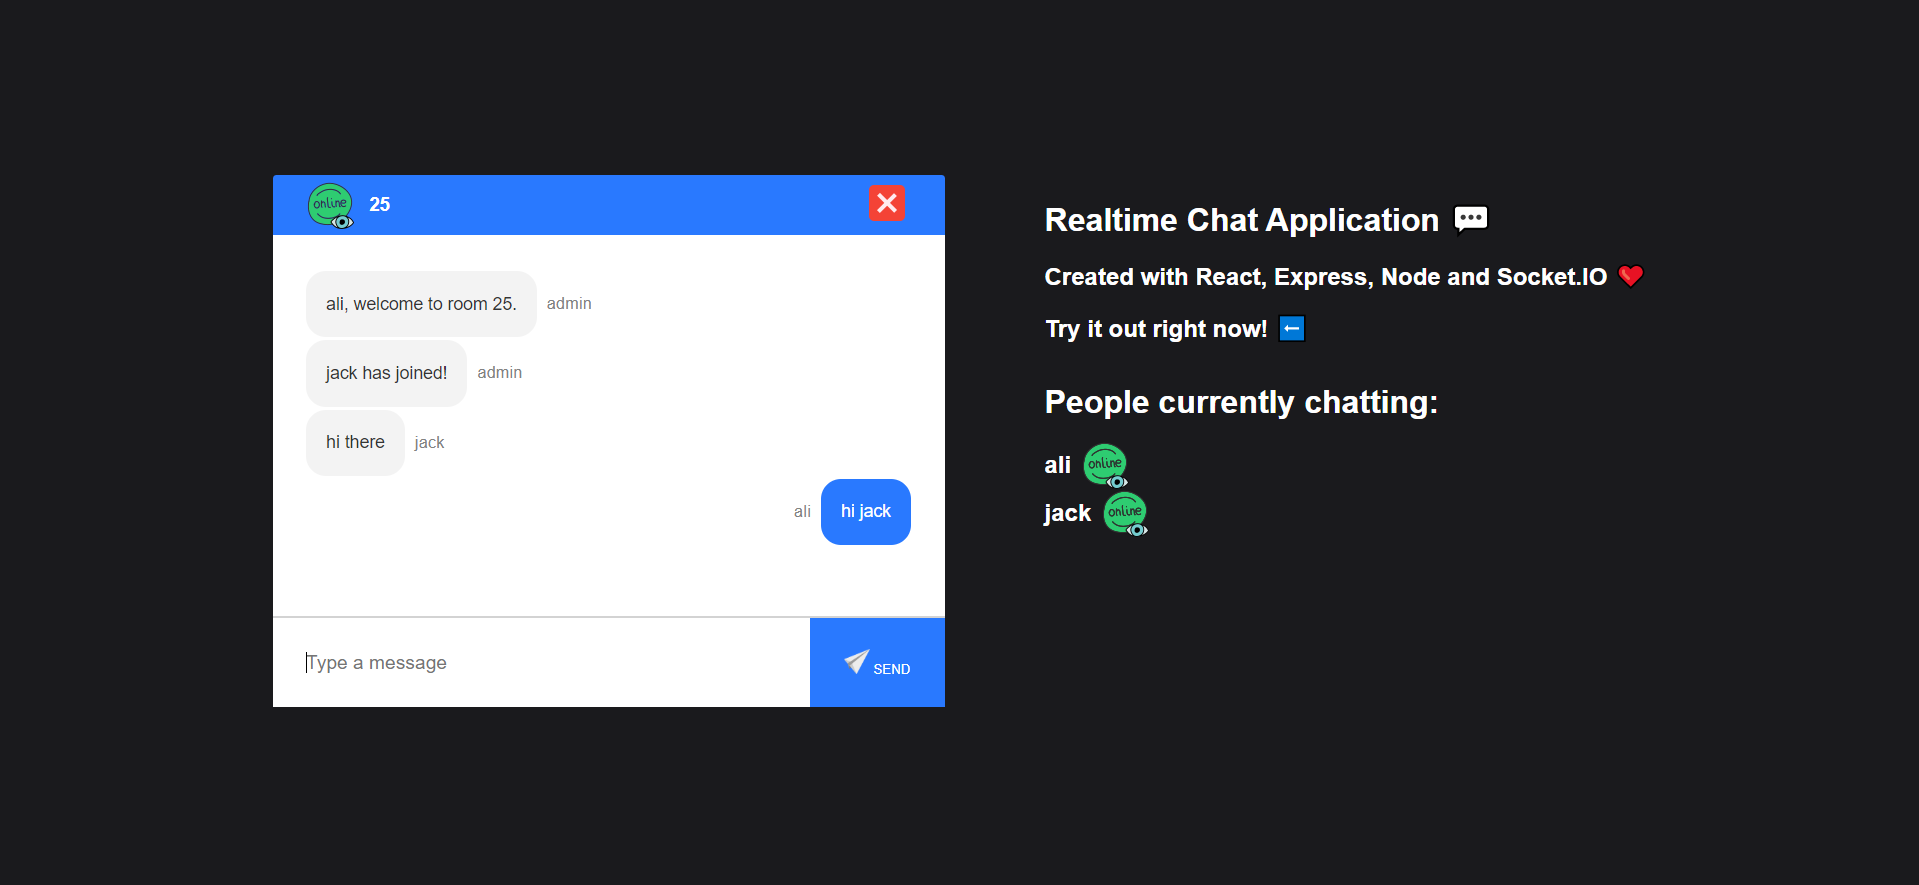 online 25
ali, welcome to room 25. admin
jack has joined! admin
hi there jack
ali hi jack
Type a message
SEND
Realtime Chat Application 💬
Created with React, Express, Node and Socket.IO ❤️
Try it out right now! ⬅️
People currently chatting:
ali online
jack online